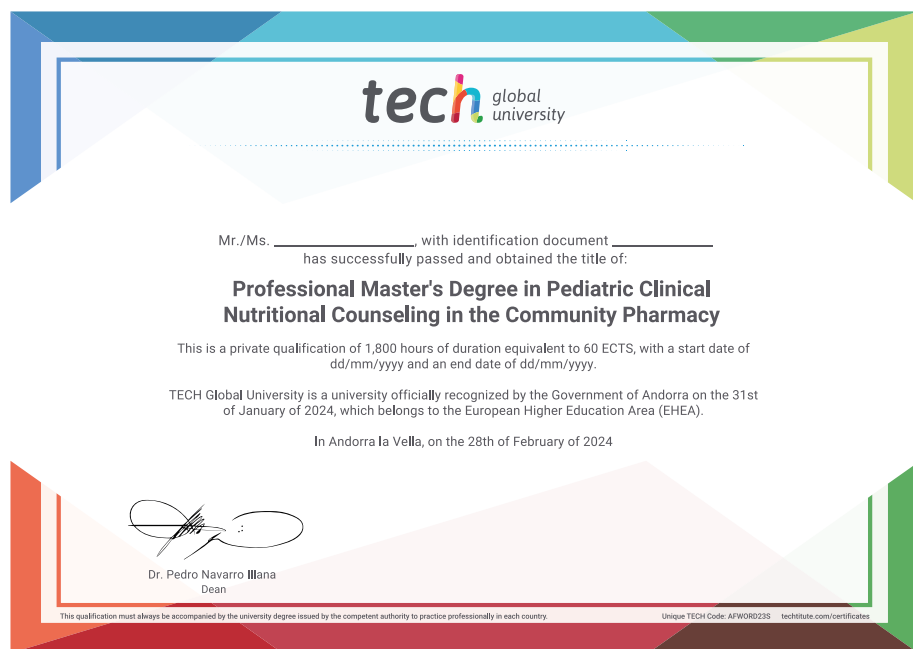 tech global
university
Mr./Ms. ____________, with identification document ____________
has successfully passed and obtained the title of:
Professional Master's Degree in Pediatric Clinical
Nutritional Counseling in the Community Pharmacy
This is a private qualification of 1,800 hours of duration equivalent to 60 ECTS, with a start date of
dd/mm/yyyy and an end date of dd/mm/yyyy.
TECH Global University is a university officially recognized by the Government of Andorra on the 31st
of January of 2024, which belongs to the European Higher Education Area (EHEA).
In Andorra la Vella, on the 28th of February of 2024
Dr. Pedro Navarro Illana
Dean
This qualification must always be accompanied by the university degree issued by the competent authority to practice professionally in each country. Unique TECH Code: AFWORD23S techtitute.com/certificates